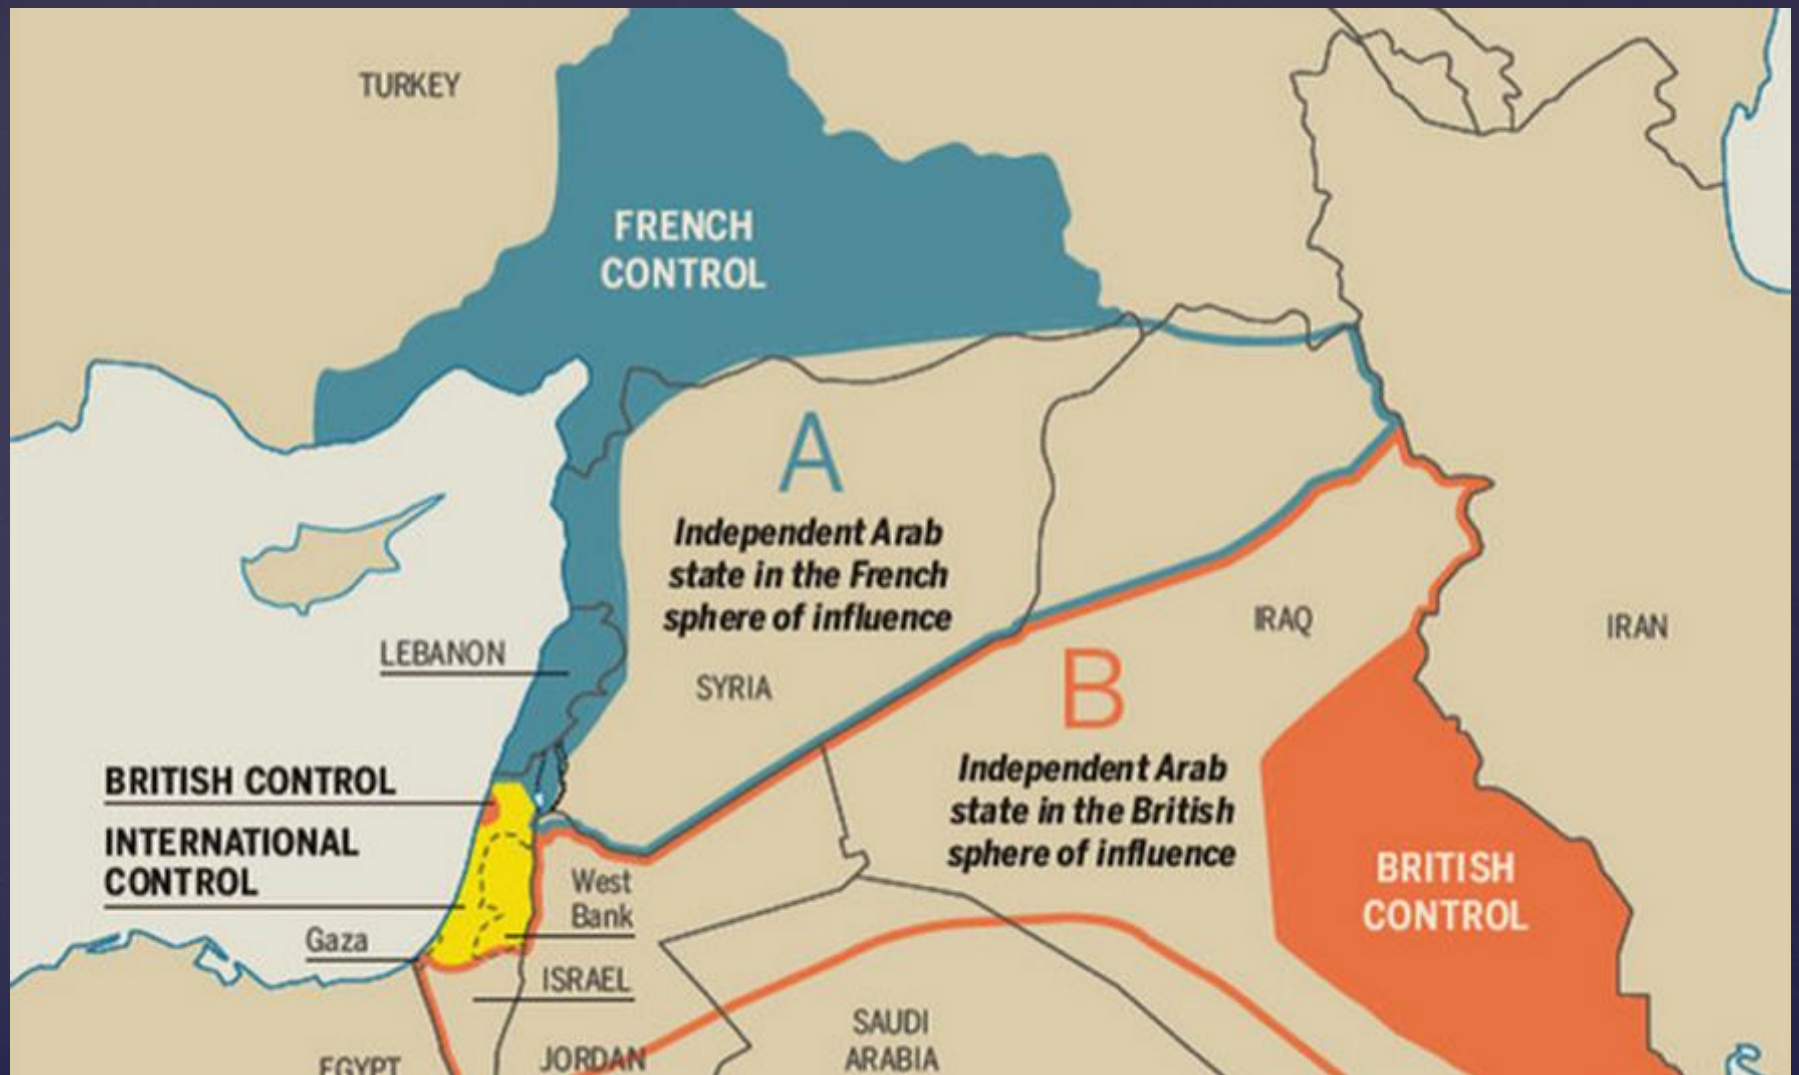 TURKEY
FRENCH
CONTROL
A
Independent Arab
state in the French
sphere of influence
IRAQ
IRAN
LEBANON
SYRIA
B
Independent Arab
state in the British
sphere of influence
BRITISH CONTROL
INTERNATIONAL
CONTROL
BRITISH
CONTROL
West
Bank
Gaza
ISRAEL
SAUDI
ARABIA
JORDAN
EGYPT